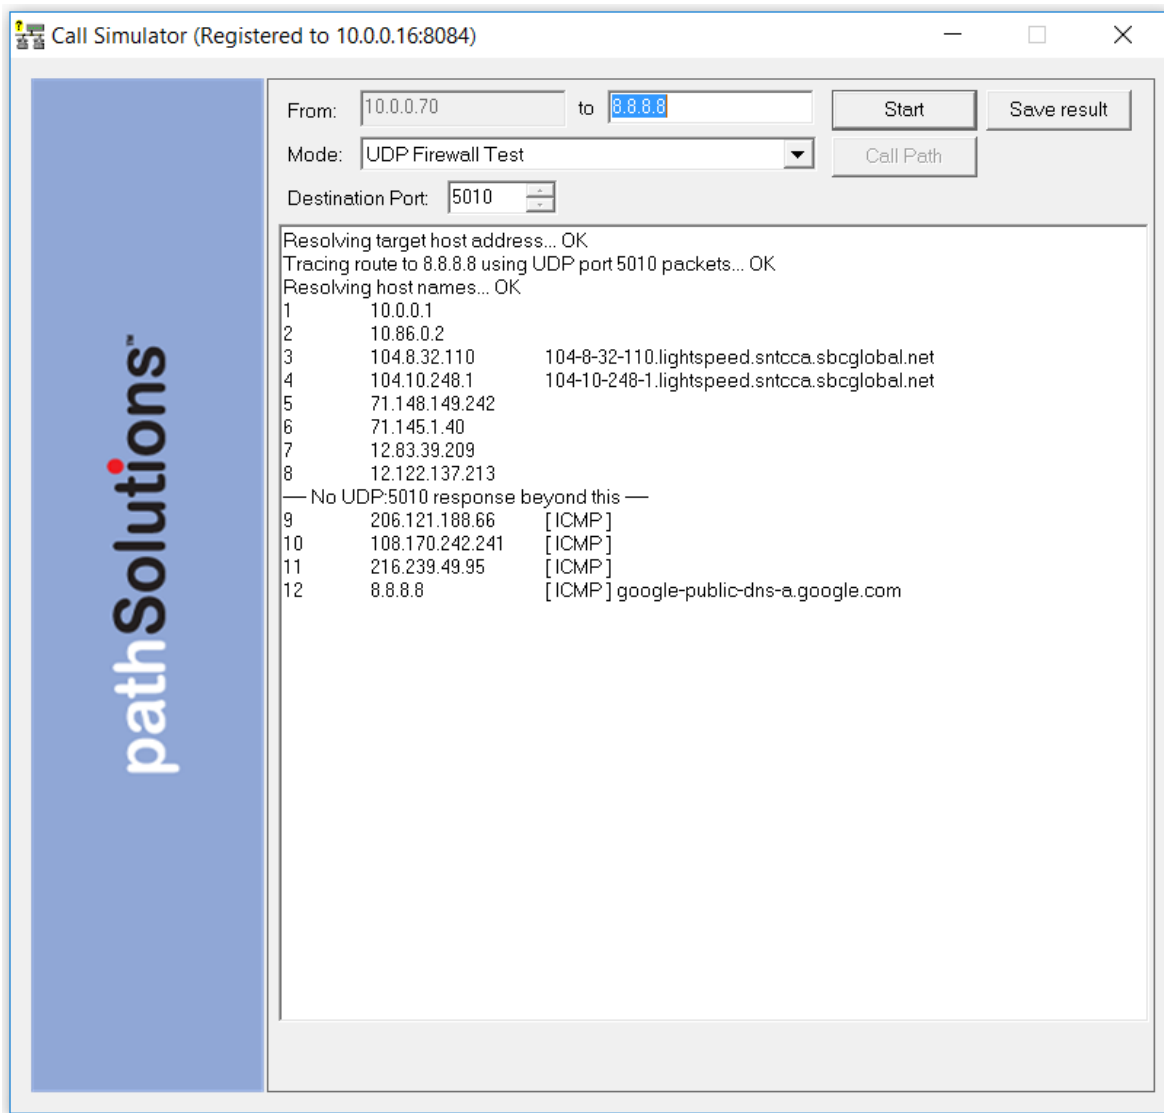 Call Simulator (Registered to 10.0.0.16:8084)
pathSolutions™
From: 10.0.0.70 to 8.8.8.8 Start Save result
Mode: UDP Firewall Test Call Path
Destination Port: 5010
Resolving target host address... OK
Tracing route to 8.8.8.8 using UDP port 5010 packets... OK
Resolving host names... OK
1 10.0.0.1
2 10.86.0.2
3 104.8.32.110 104-8-32-110.lightspeed.sntcca.sbcglobal.net
4 104.10.248.1 104-10-248-1.lightspeed.sntcca.sbcglobal.net
5 71.148.149.242
6 71.145.1.40
7 12.83.39.209
8 12.122.137.213
--- No UDP:5010 response beyond this ---
9 206.121.188.66 [ ICMP ]
10 108.170.242.241 [ ICMP ]
11 216.239.49.95 [ ICMP ]
12 8.8.8.8 [ ICMP ] google-public-dns-a.google.com